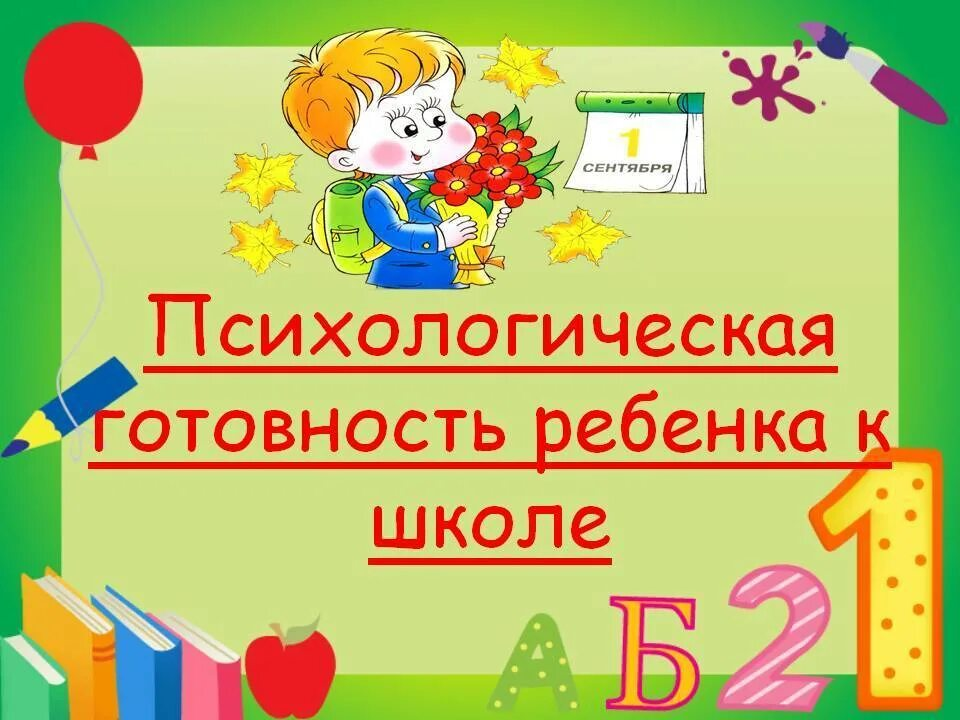 1
СЕНТЯБРЯ
Психологическая
готовность ребенка к
школе
А Б 2 1